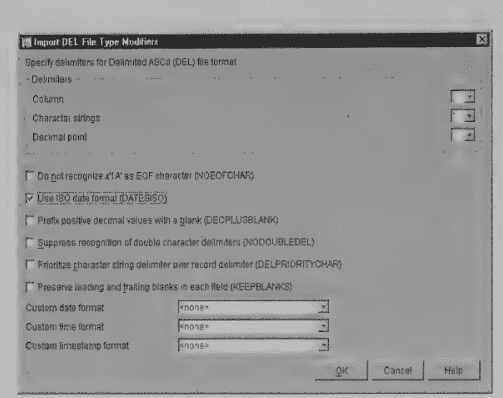 Import DEL File Type Modifiers
Specify delimiters for Delimited ASCII (DEL) file format
Delimiters
Column
Character strings
Decimal point
Do not recognize x'1A' as EOF character (NOEOFCHAR)
Use ISO date format (DATEISO)
Prefix positive decimal values with a blank (DECPLUSBLANK)
Suppress recognition of double character delimiters (NODOUBLEDEL)
Prioritize character string delimiter over record delimiter (DELPRIORITYCHAR)
Preserve leading and trailing blanks in each field (KEEPBLANKS)
Custom date format <none>
Custom time format <none>
Custom timestamp format <none>
OK Cancel Help